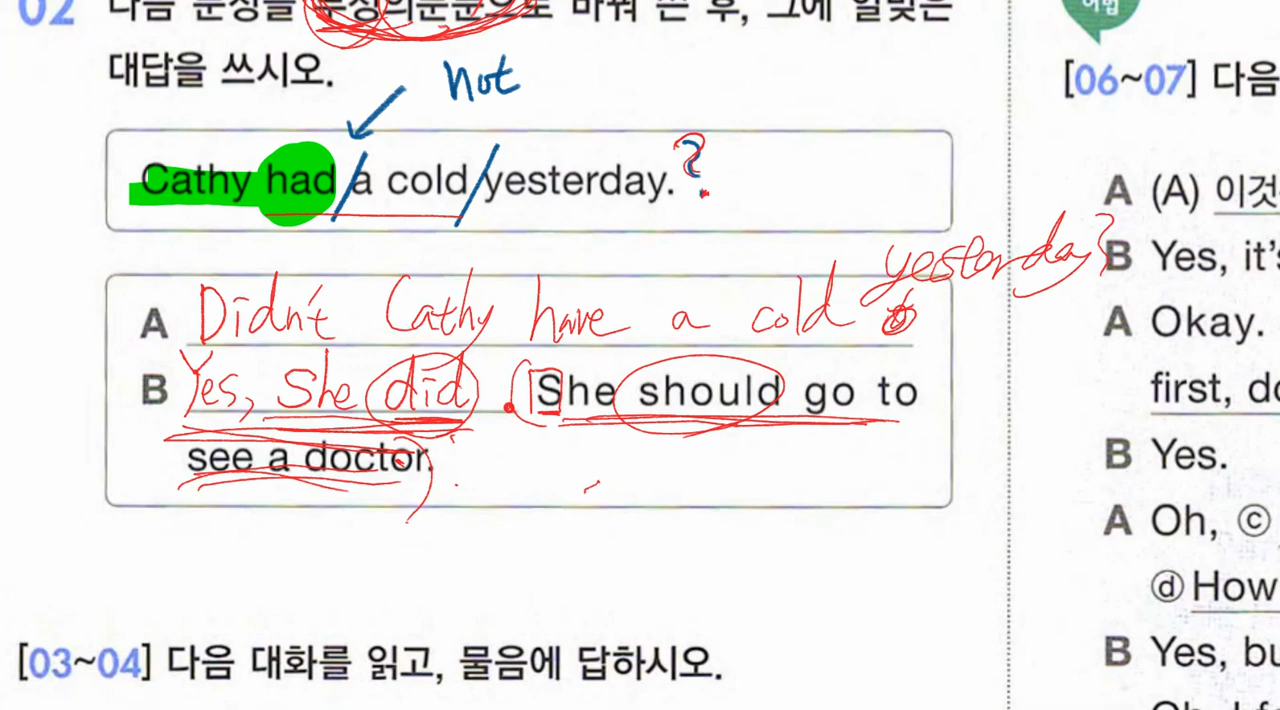 02 다음 문장을 부정의문문으로 바꿔 쓴 후, 그에 알맞은
대답을 쓰시오.
not
Cathy had / a cold / yesterday. ?
A Didn't Cathy have a cold yesterday?
B Yes, She did . (She should go to
see a doctor.)
[03~04] 다음 대화를 읽고, 물음에 답하시오.
어법
[06~07] 다음
A (A) 이것
B Yes, it's
A Okay.
first, do
B Yes.
A Oh, ⓒ
ⓓ How
B Yes, bu